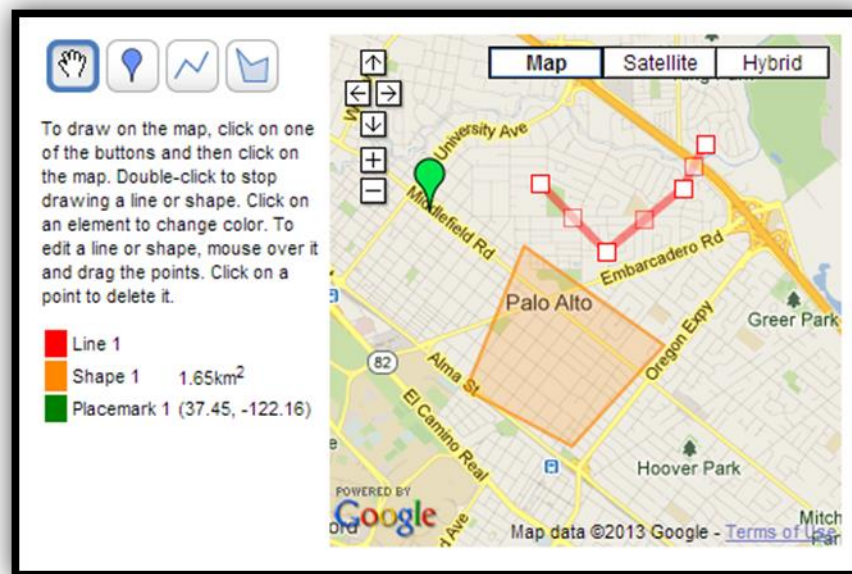 To draw on the map, click on one
of the buttons and then click on
the map. Double-click to stop
drawing a line or shape. Click on
an element to change color. To
edit a line or shape, mouse over it
and drag the points. Click on a
point to delete it.
Line 1
Shape 1 1.65km²
Placemark 1 (37.45, -122.16)
Map
Satellite
Hybrid
University Ave
Middlefield Rd
Embarcadero Rd
Palo Alto
Greer Park
Oregon Expy
82
Alma St
El Camino Real
Hoover Park
POWERED BY
Google
Map data ©2013 Google - Terms of Use
Mitch